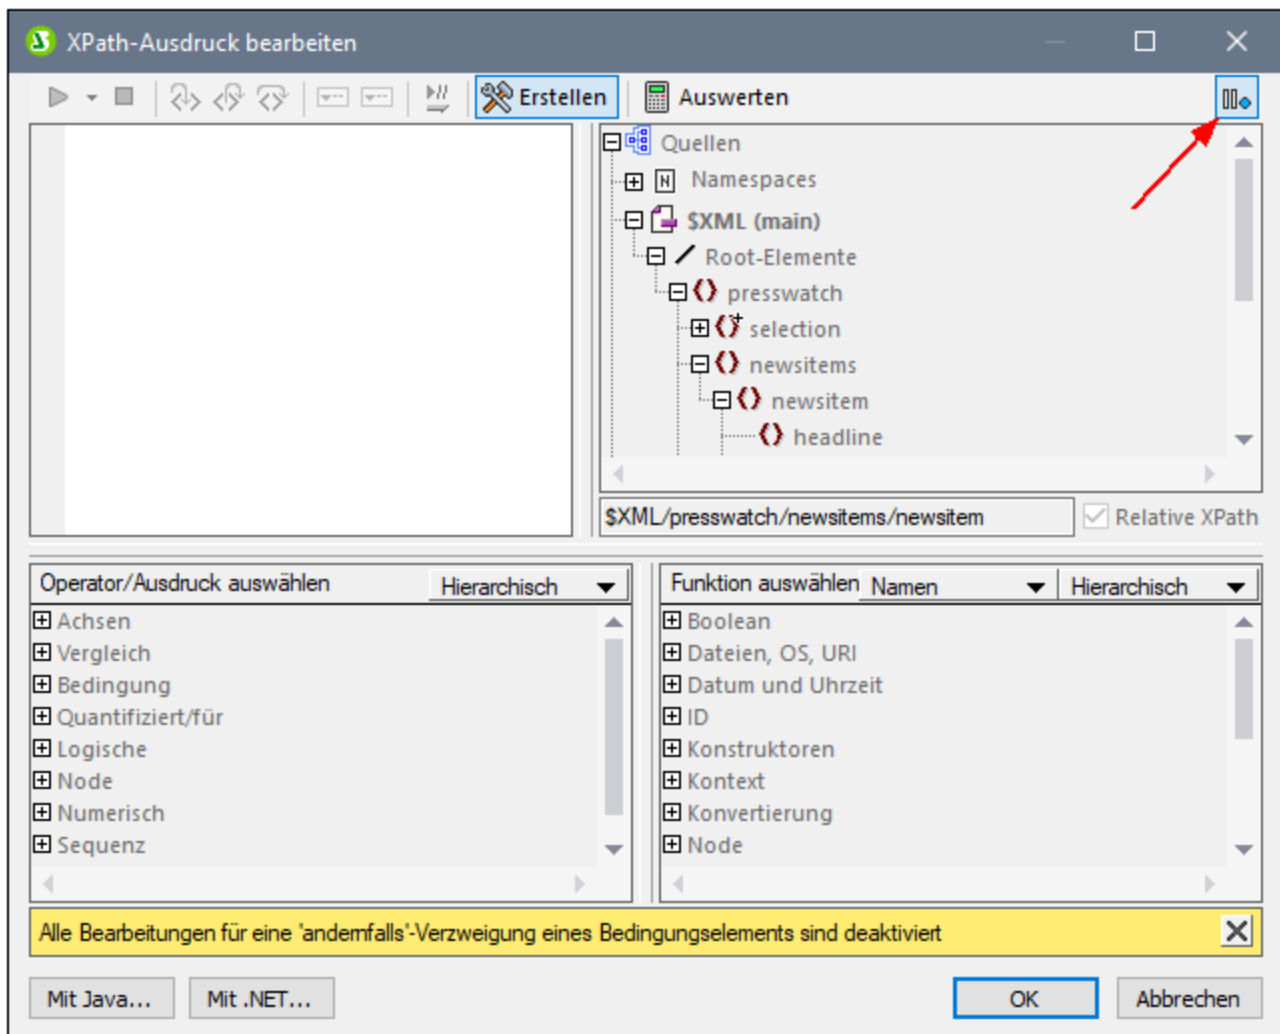 XPath-Ausdruck bearbeiten
Erstellen
Auswerten
Quellen
Namespaces
$XML (main)
Root-Elemente
presswatch
selection
newsitems
newsitem
headline
$XML/presswatch/newsitems/newsitem
Relative XPath
Operator/Ausdruck auswählen
Hierarchisch
Achsen
Vergleich
Bedingung
Quantifiziert/für
Logische
Node
Numerisch
Sequenz
Funktion auswählen
Namen
Hierarchisch
Boolean
Dateien, OS, URI
Datum und Uhrzeit
ID
Konstruktoren
Kontext
Konvertierung
Node
Alle Bearbeitungen für eine 'andernfalls'-Verzweigung eines Bedingungselements sind deaktiviert
Mit Java...
Mit .NET...
OK
Abbrechen